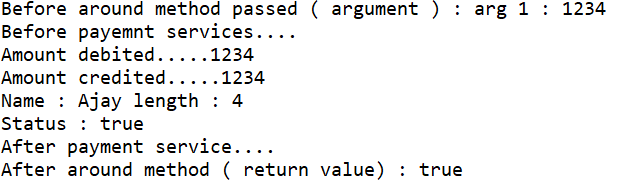 Before around method passed ( argument ) : arg 1 : 1234
Before payemnt services....
Amount debited.....1234
Amount credited.....1234
Name : Ajay length : 4
Status : true
After payment service....
After around method ( return value) : true